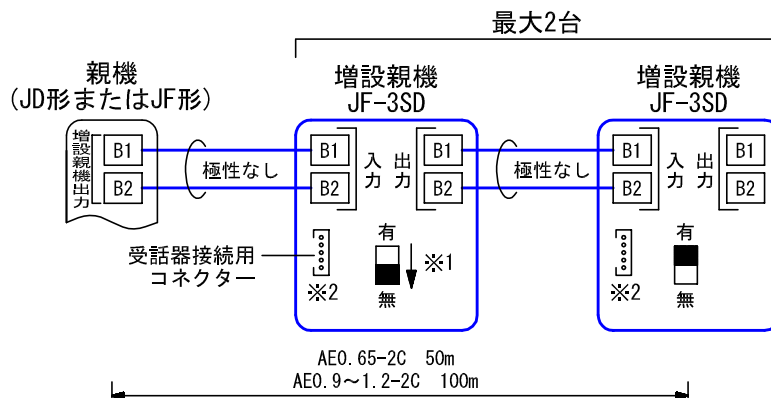 最大2台
親機
(JD形またはJF形)
増設親機
JF-3SD
増設親機
JF-3SD
増設親機出力
B1
B2
極性なし
B1
B2
入力
出力
B1
B2
極性なし
B1
B2
入力
出力
B1
B2
受話器接続用
コネクター
※2
有
無
※1
※2
有
無
AE0.65-2C 50m
AE0.9～1.2-2C 100m